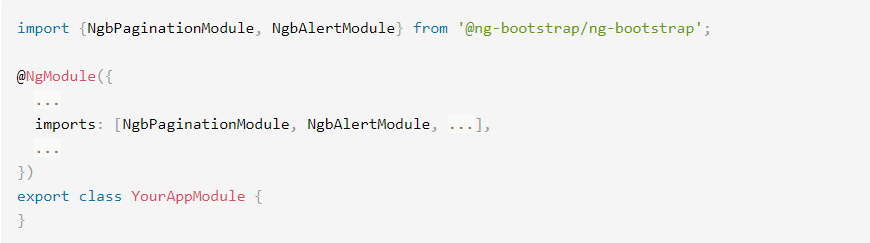 import {NgbPaginationModule, NgbAlertModule} from '@ng-bootstrap/ng-bootstrap';
@NgModule({
...
imports: [NgbPaginationModule, NgbAlertModule, ...],
...
})
export class YourAppModule {
}